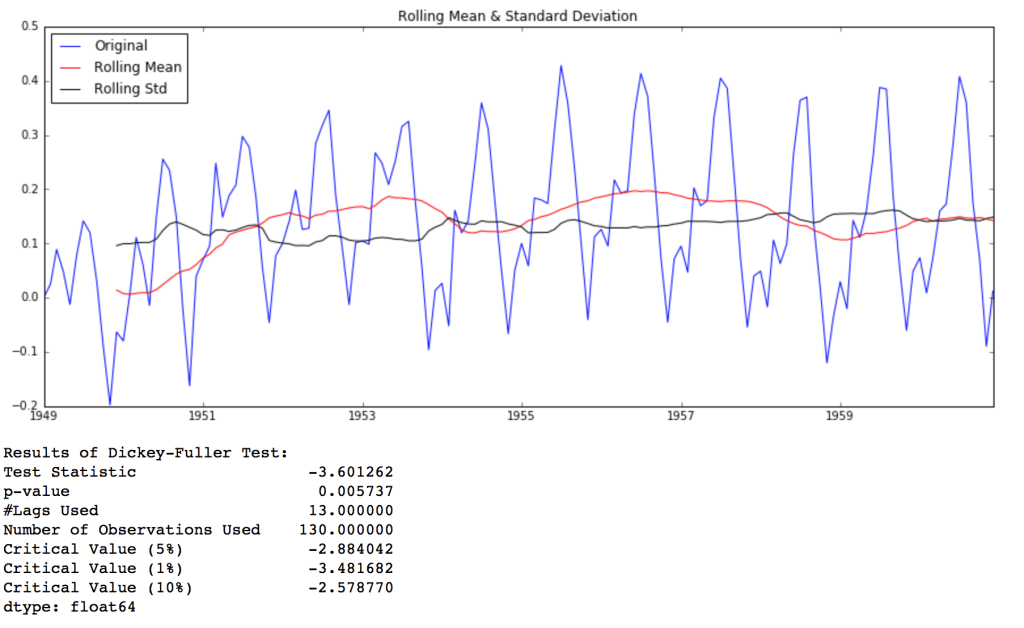 Rolling Mean & Standard Deviation
0.5
Original
Rolling Mean
Rolling Std
0.4
0.3
0.2
0.1
0.0
−0.1
−0.2
1949 1951 1953 1955 1957 1959
Results of Dickey-Fuller Test:
Test Statistic -3.601262
p-value 0.005737
#Lags Used 13.000000
Number of Observations Used 130.000000
Critical Value (5%) -2.884042
Critical Value (1%) -3.481682
Critical Value (10%) -2.578770
dtype: float64